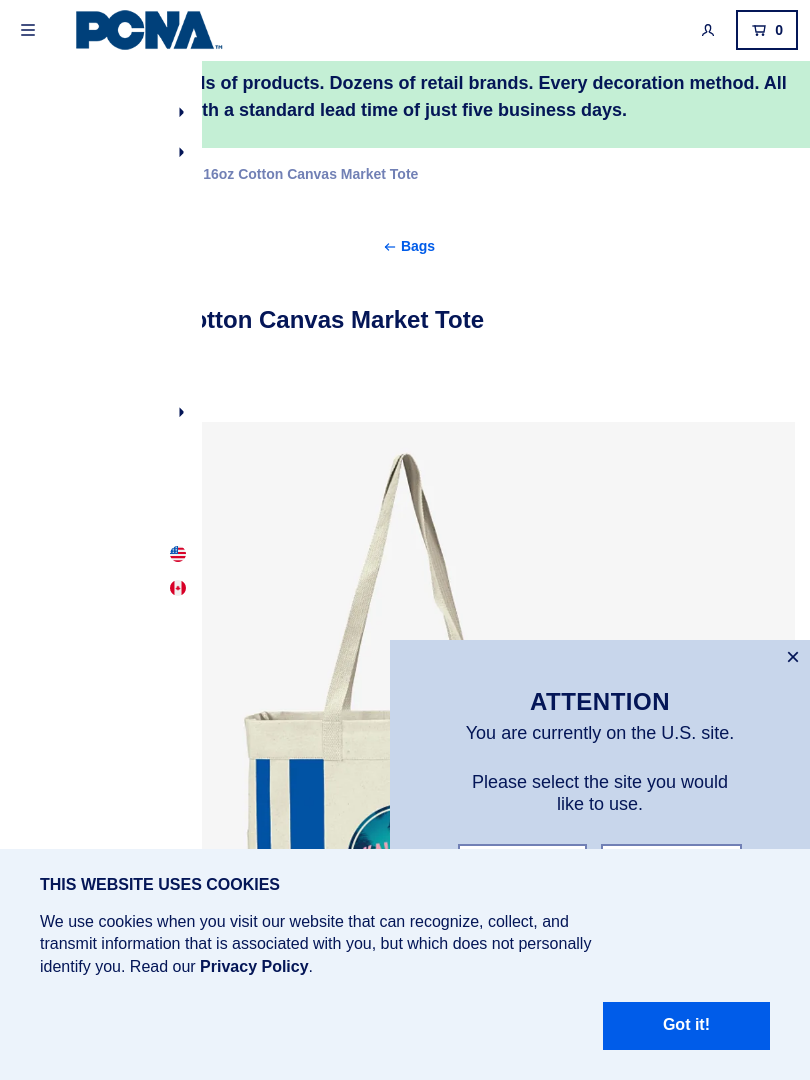 PCNA™
0
of products. Dozens of retail brands. Every decoration method. All
a standard lead time of just five business days.
16oz Cotton Canvas Market Tote
Bags
Canvas Market Tote
ATTENTION
You are currently on the U.S. site.
Please select the site you would
like to use.
THIS WEBSITE USES COOKIES
We use cookies when you visit our website that can recognize, collect, and
transmit information that is associated with you, but which does not personally
identify you. Read our Privacy Policy.
Got it!